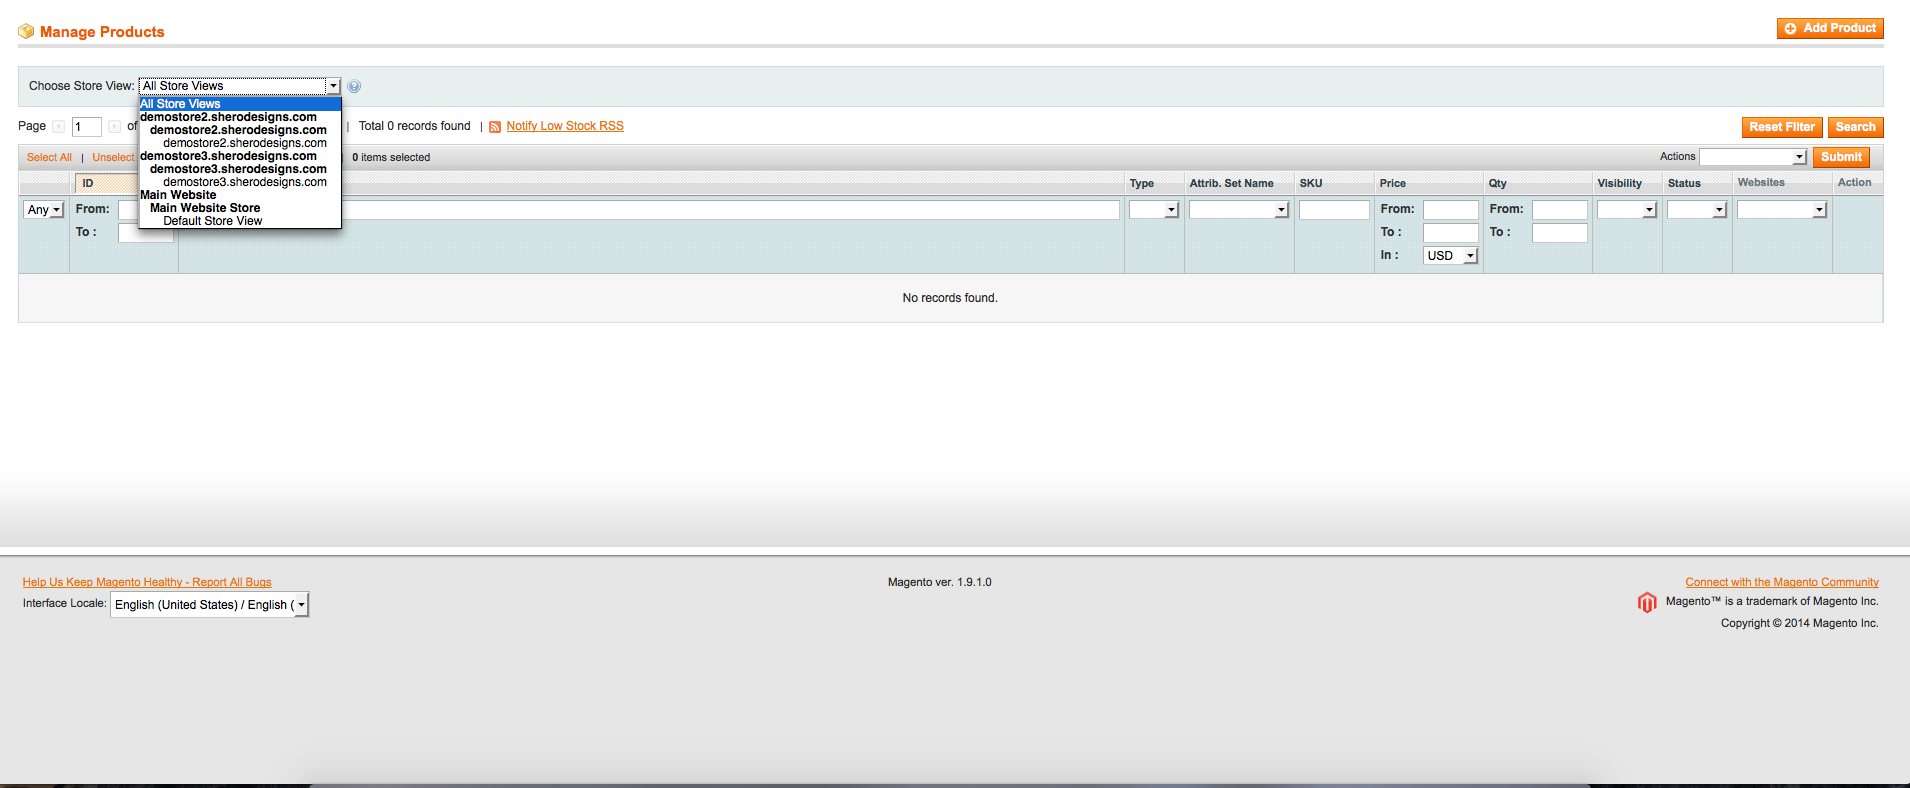 Manage Products
Add Product
Choose Store View: All Store Views
All Store Views
demostore2.sherodesigns.com
demostore2.sherodesigns.com
demostore2.sherodesigns.com
demostore3.sherodesigns.com
demostore3.sherodesigns.com
demostore3.sherodesigns.com
Main Website
Main Website Store
Default Store View
Page 1 of | Total 0 records found | Notify Low Stock RSS
Reset Filter Search
Select All | Unselect 0 items selected
Actions Submit
ID Type Attrib. Set Name SKU Price Qty Visibility Status Websites Action
Any From: From: From:
To : To : To :
In : USD
No records found.
Help Us Keep Magento Healthy - Report All Bugs
Interface Locale: English (United States) / English (
Magento ver. 1.9.1.0
Connect with the Magento Community
Magento™ is a trademark of Magento Inc.
Copyright © 2014 Magento Inc.